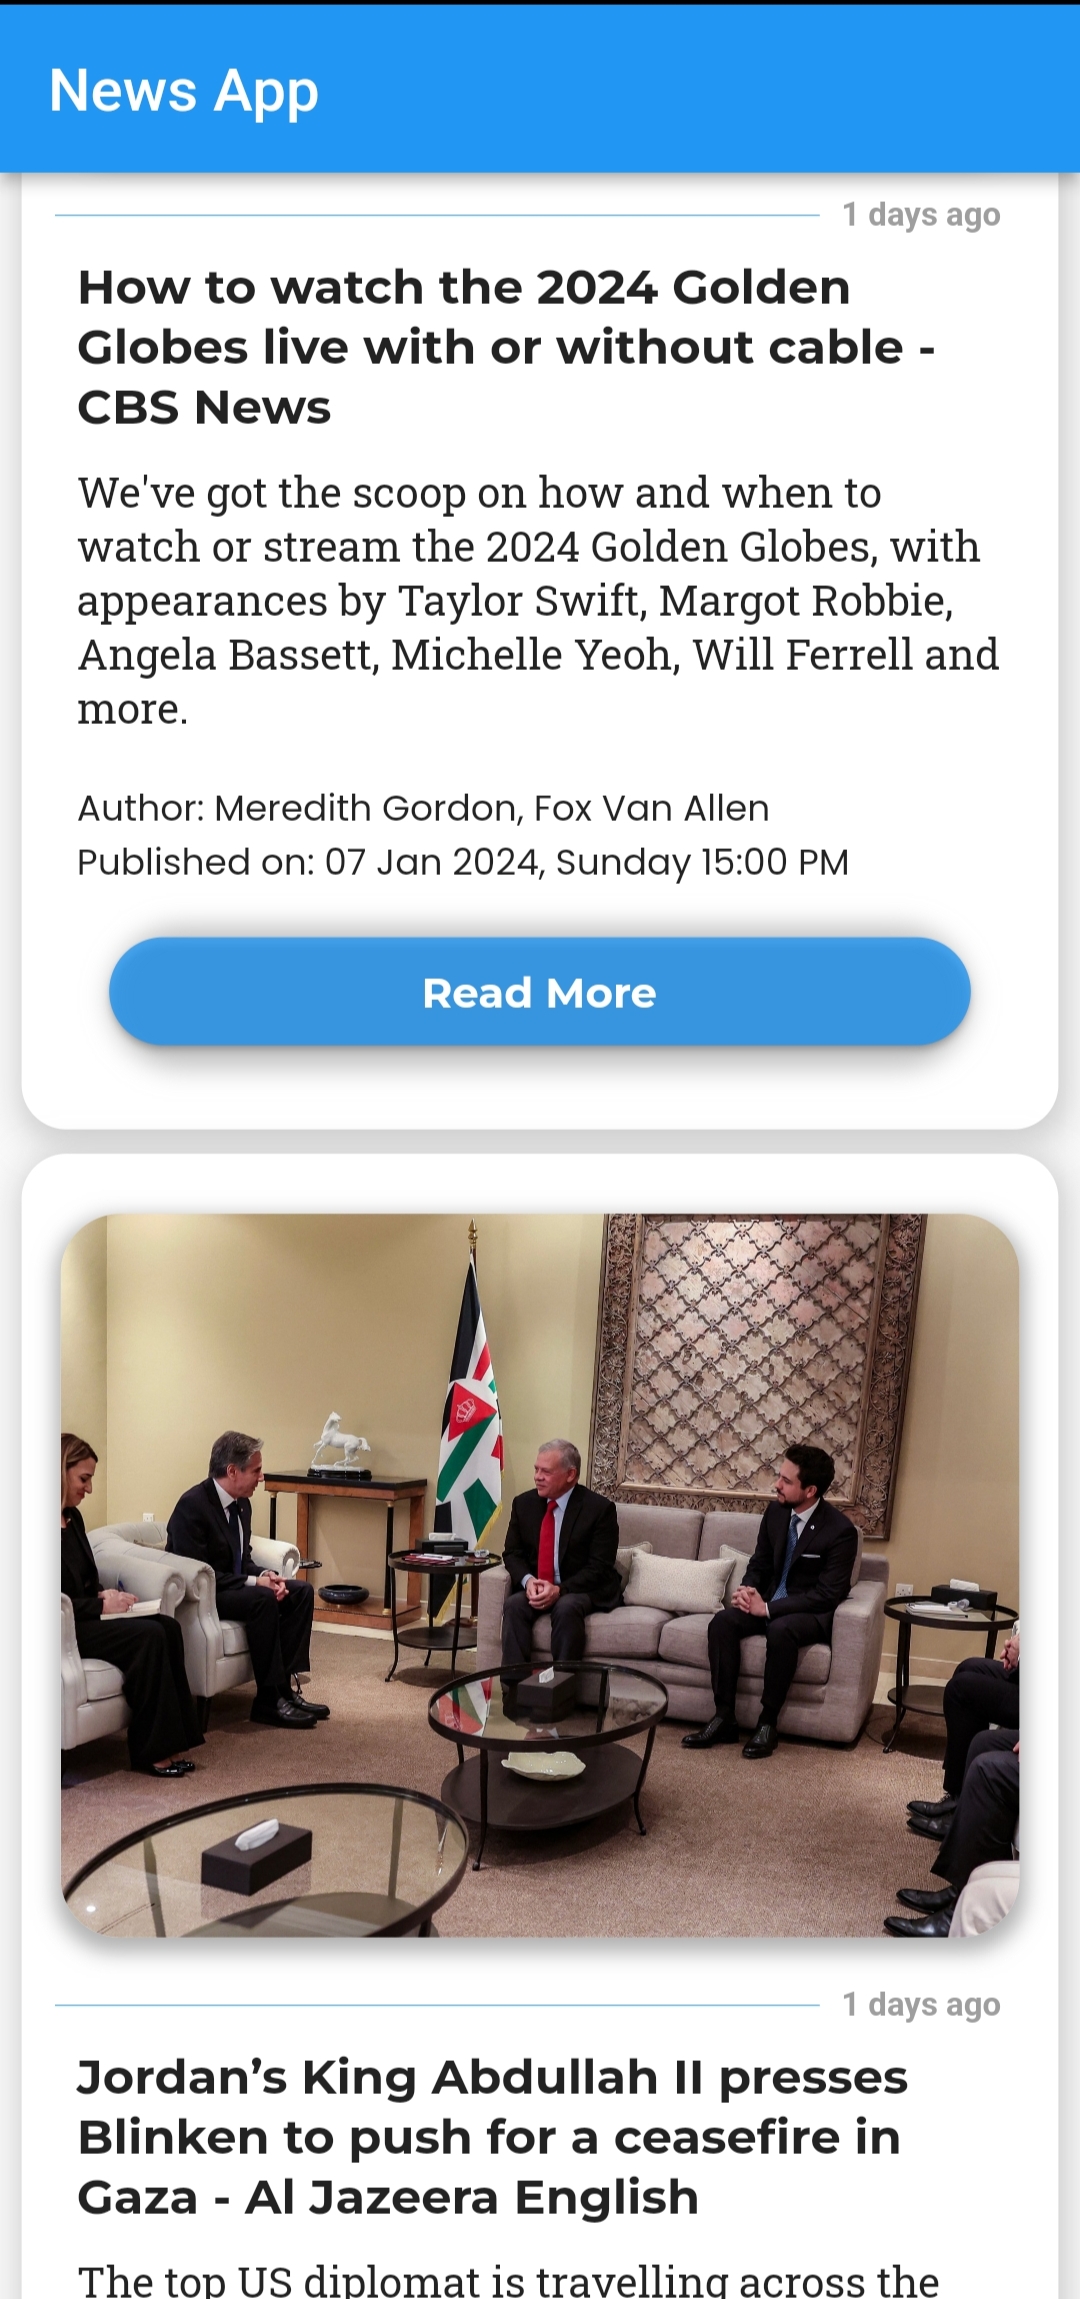 News App
1 days ago
How to watch the 2024 Golden
Globes live with or without cable -
CBS News
We've got the scoop on how and when to
watch or stream the 2024 Golden Globes, with
appearances by Taylor Swift, Margot Robbie,
Angela Bassett, Michelle Yeoh, Will Ferrell and
more.
Author: Meredith Gordon, Fox Van Allen
Published on: 07 Jan 2024, Sunday 15:00 PM
Read More
1 days ago
Jordan’s King Abdullah II presses
Blinken to push for a ceasefire in
Gaza - Al Jazeera English
The top US diplomat is travelling across the